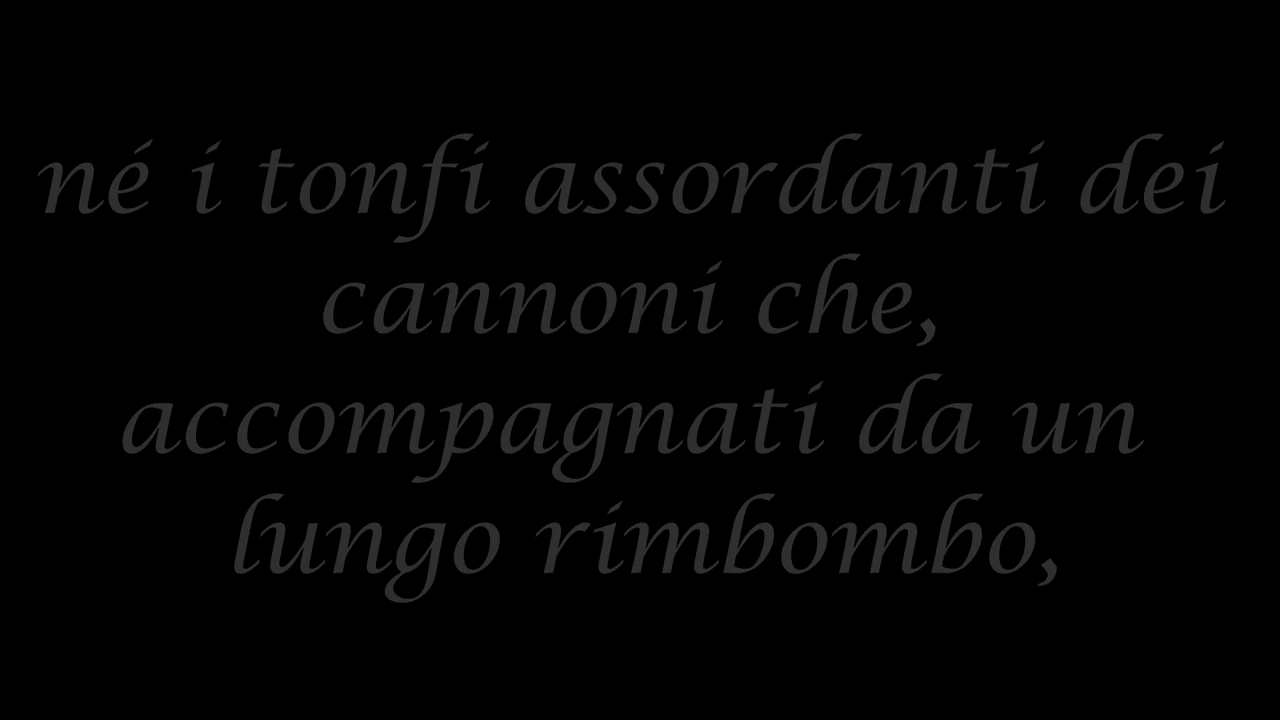 né i tonfi assordanti dei
cannoni che,
accompagnati da un
lungo rimbombo,